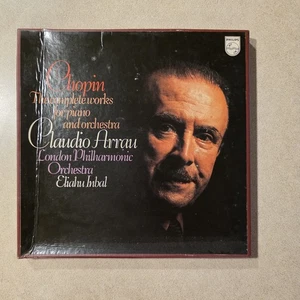 PHILIPS
Chopin
The complete works
for piano
and orchestra
Claudio Arrau
London Philharmonic
Orchestra
Eliahu Inbal